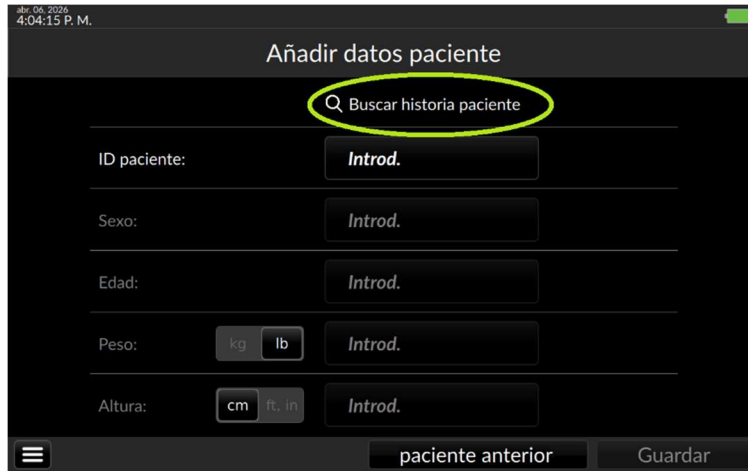 abr. 06, 2026
4:04:15 P. M.
Añadir datos paciente
Buscar historia paciente
ID paciente: Introd.
Sexo: Introd.
Edad: Introd.
Peso: kg lb Introd.
Altura: cm ft, in Introd.
paciente anterior Guardar